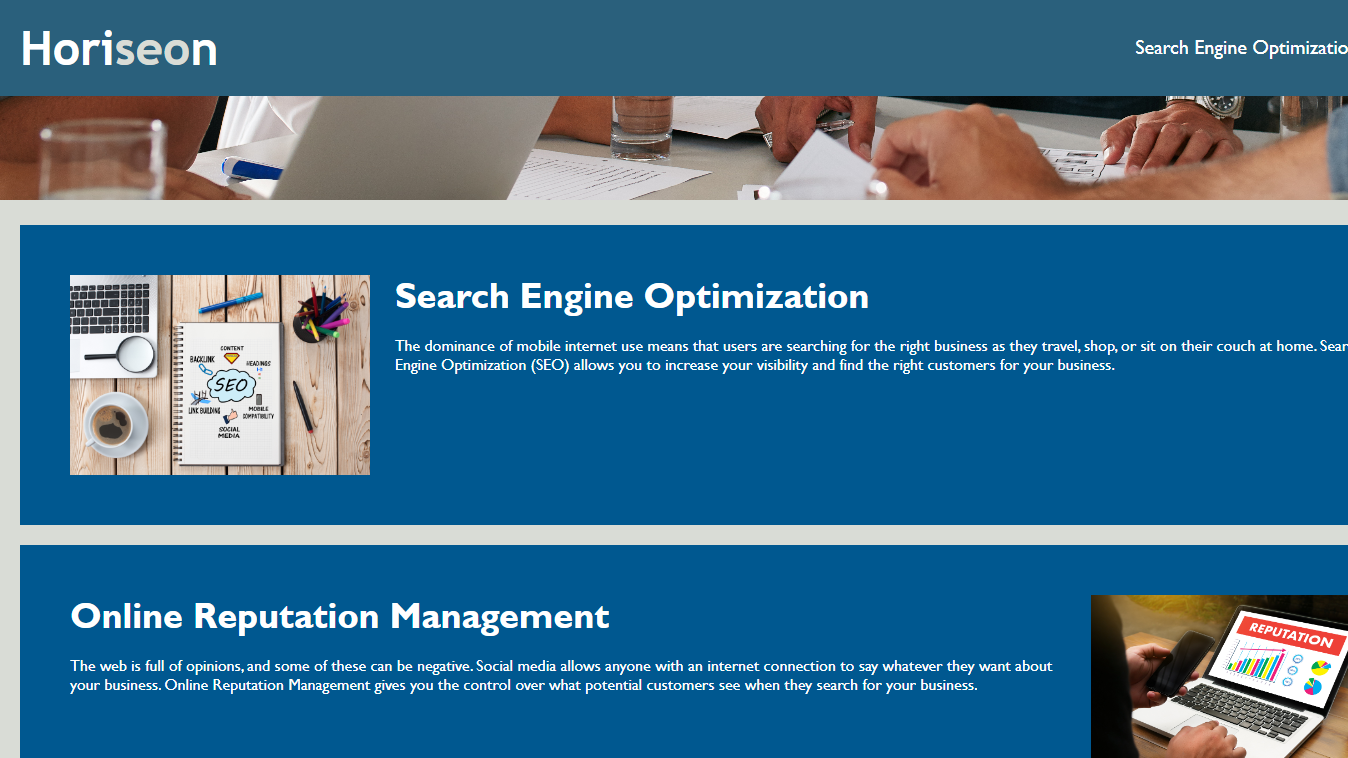 Horiseon
Search Engine Optimizatio
Search Engine Optimization
The dominance of mobile internet use means that users are searching for the right business as they travel, shop, or sit on their couch at home. Sear
Engine Optimization (SEO) allows you to increase your visibility and find the right customers for your business.
CONTENT
BACKLINK
HEADINGS
SEO
LINK BUILDING
MOBILE
COMPATIBILITY
SOCIAL
MEDIA
Online Reputation Management
The web is full of opinions, and some of these can be negative. Social media allows anyone with an internet connection to say whatever they want about
your business. Online Reputation Management gives you the control over what potential customers see when they search for your business.
REPUTATION